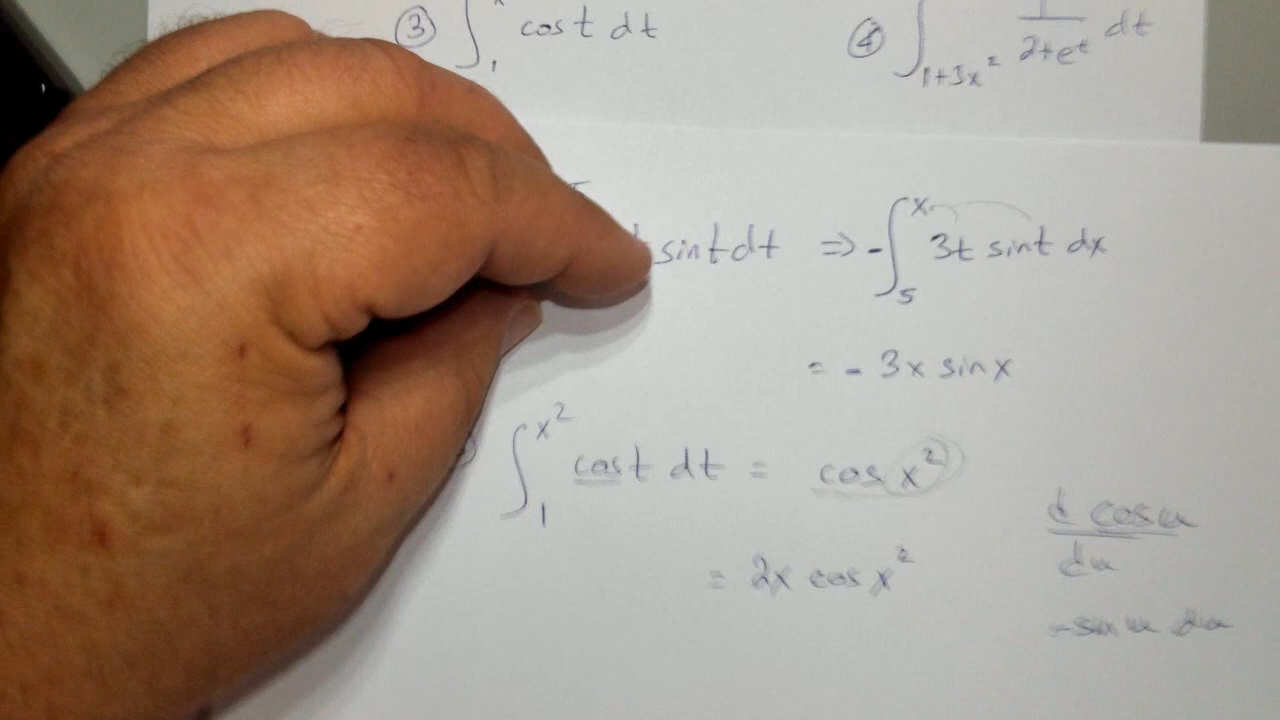 ③ ∫₁ cos t dt
④ ∫_{1+3x²} 1/(2+eᵗ) dt
sin t dt ⇒ -∫₅ˣ 3t sin t dx
= - 3x sin x
∫₁^{x²} cos t dt = cos x²
= 2x cos x²
d cos u
du
-sin u du